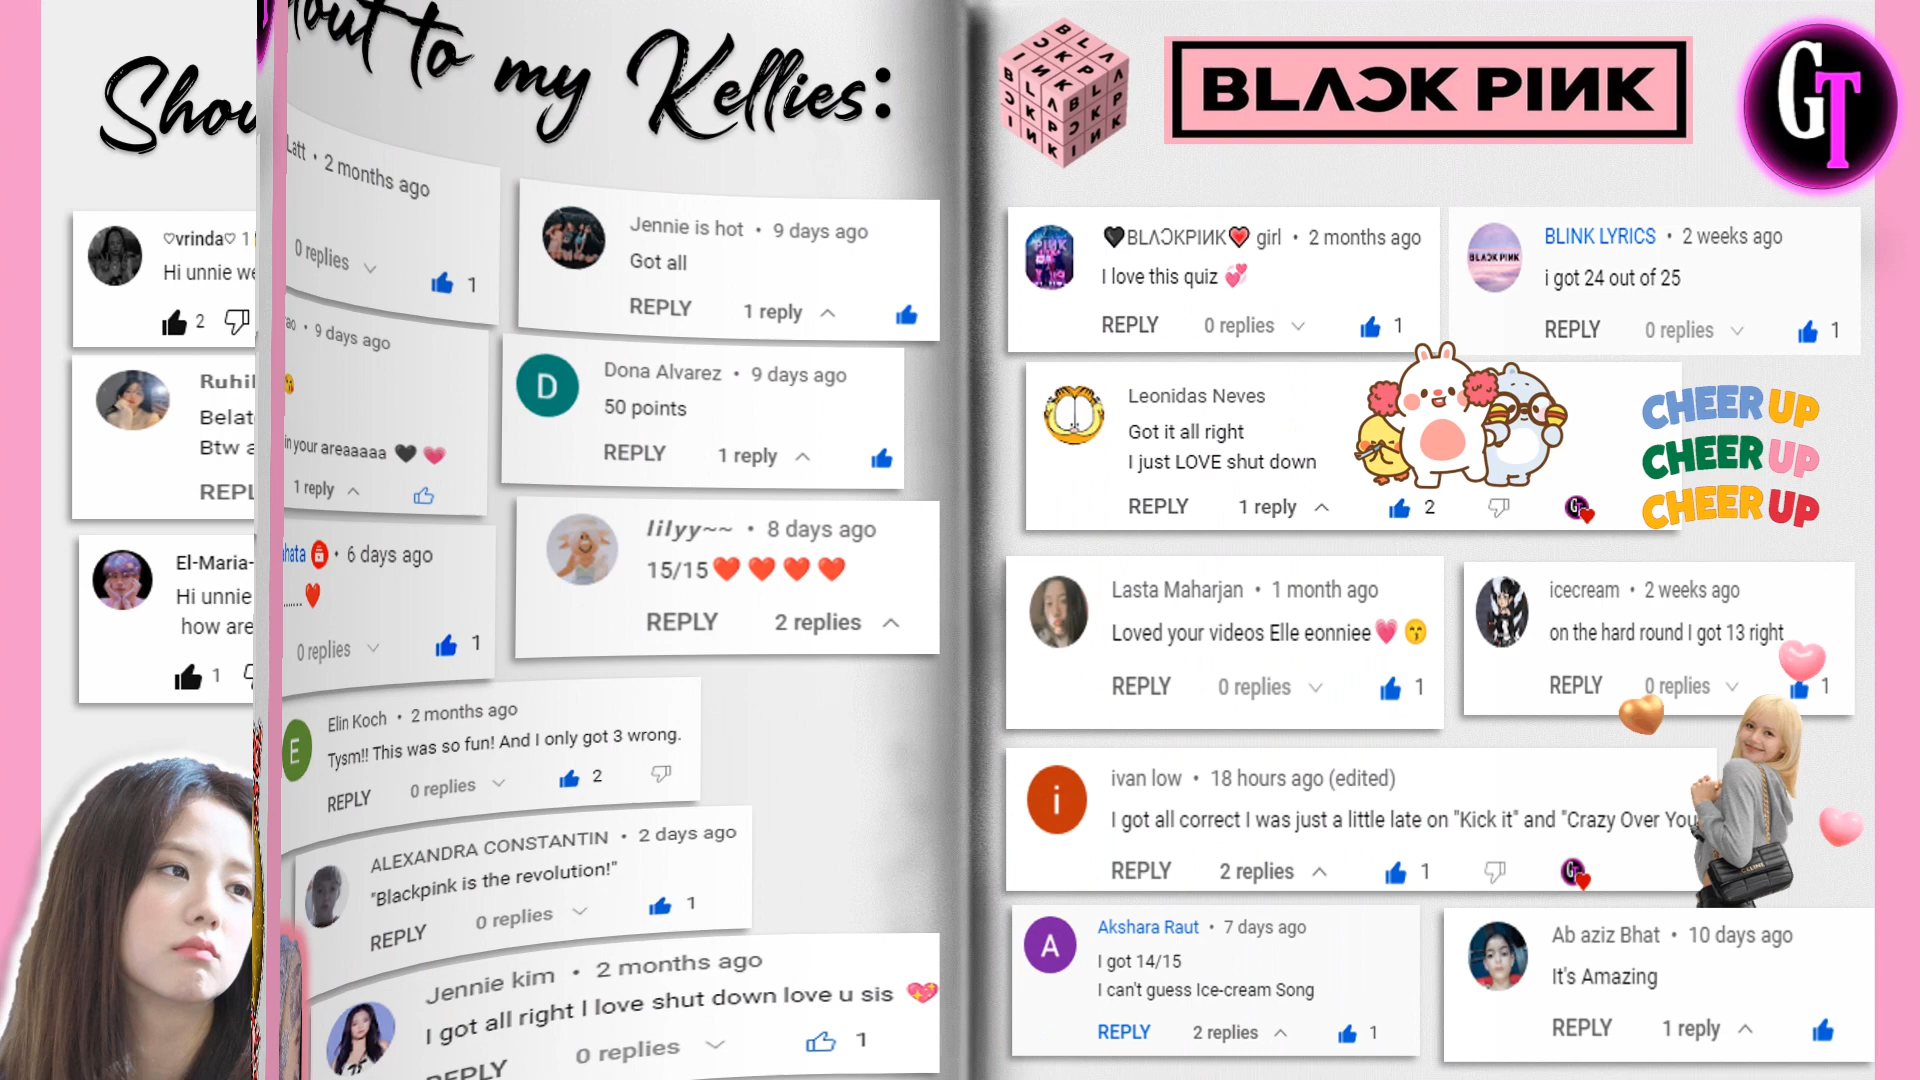 Shou
out to my Kellies:
♡vrinda♡ 1
Hi unnie we
2
Ruhil
Belat
Btw a
REPL
El-Maria-
Hi unnie
how are
1
Latt • 2 months ago
0 replies
1
rao • 9 days ago
in your areaaaaa 🖤💗
1 reply
hata • 6 days ago
.......❤️
0 replies
1
Jennie is hot • 9 days ago
Got all
REPLY 1 reply
D
Dona Alvarez • 9 days ago
50 points
REPLY 1 reply
lilyy~~ • 8 days ago
15/15❤️❤️❤️❤️
REPLY 2 replies
E
Elin Koch • 2 months ago
Tysm!! This was so fun! And I only got 3 wrong.
REPLY 0 replies 2
ALEXANDRA CONSTANTIN • 2 days ago
"Blackpink is the revolution!"
REPLY 0 replies 1
Jennie kim • 2 months ago
I got all right I love shut down love u sis 💖
REPLY 0 replies 1
BLɅƆKPIИK
GT
🖤BLɅƆKPIИK❤️ girl • 2 months ago
I love this quiz 💞
REPLY 0 replies 1
BLɅƆKPIИK
BLINK LYRICS • 2 weeks ago
i got 24 out of 25
REPLY 0 replies 1
Leonidas Neves
Got it all right
I just LOVE shut down
REPLY 1 reply 2
CHEER UP
CHEER UP
CHEER UP
Lasta Maharjan • 1 month ago
Loved your videos Elle eonniee💗😙
REPLY 0 replies 1
icecream • 2 weeks ago
on the hard round I got 13 right
REPLY 0 replies 1
i
ivan low • 18 hours ago (edited)
I got all correct I was just a little late on "Kick it" and "Crazy Over You
REPLY 2 replies 1
A
Akshara Raut • 7 days ago
I got 14/15
I can't guess Ice-cream Song
REPLY 2 replies 1
Ab aziz Bhat • 10 days ago
It's Amazing
REPLY 1 reply